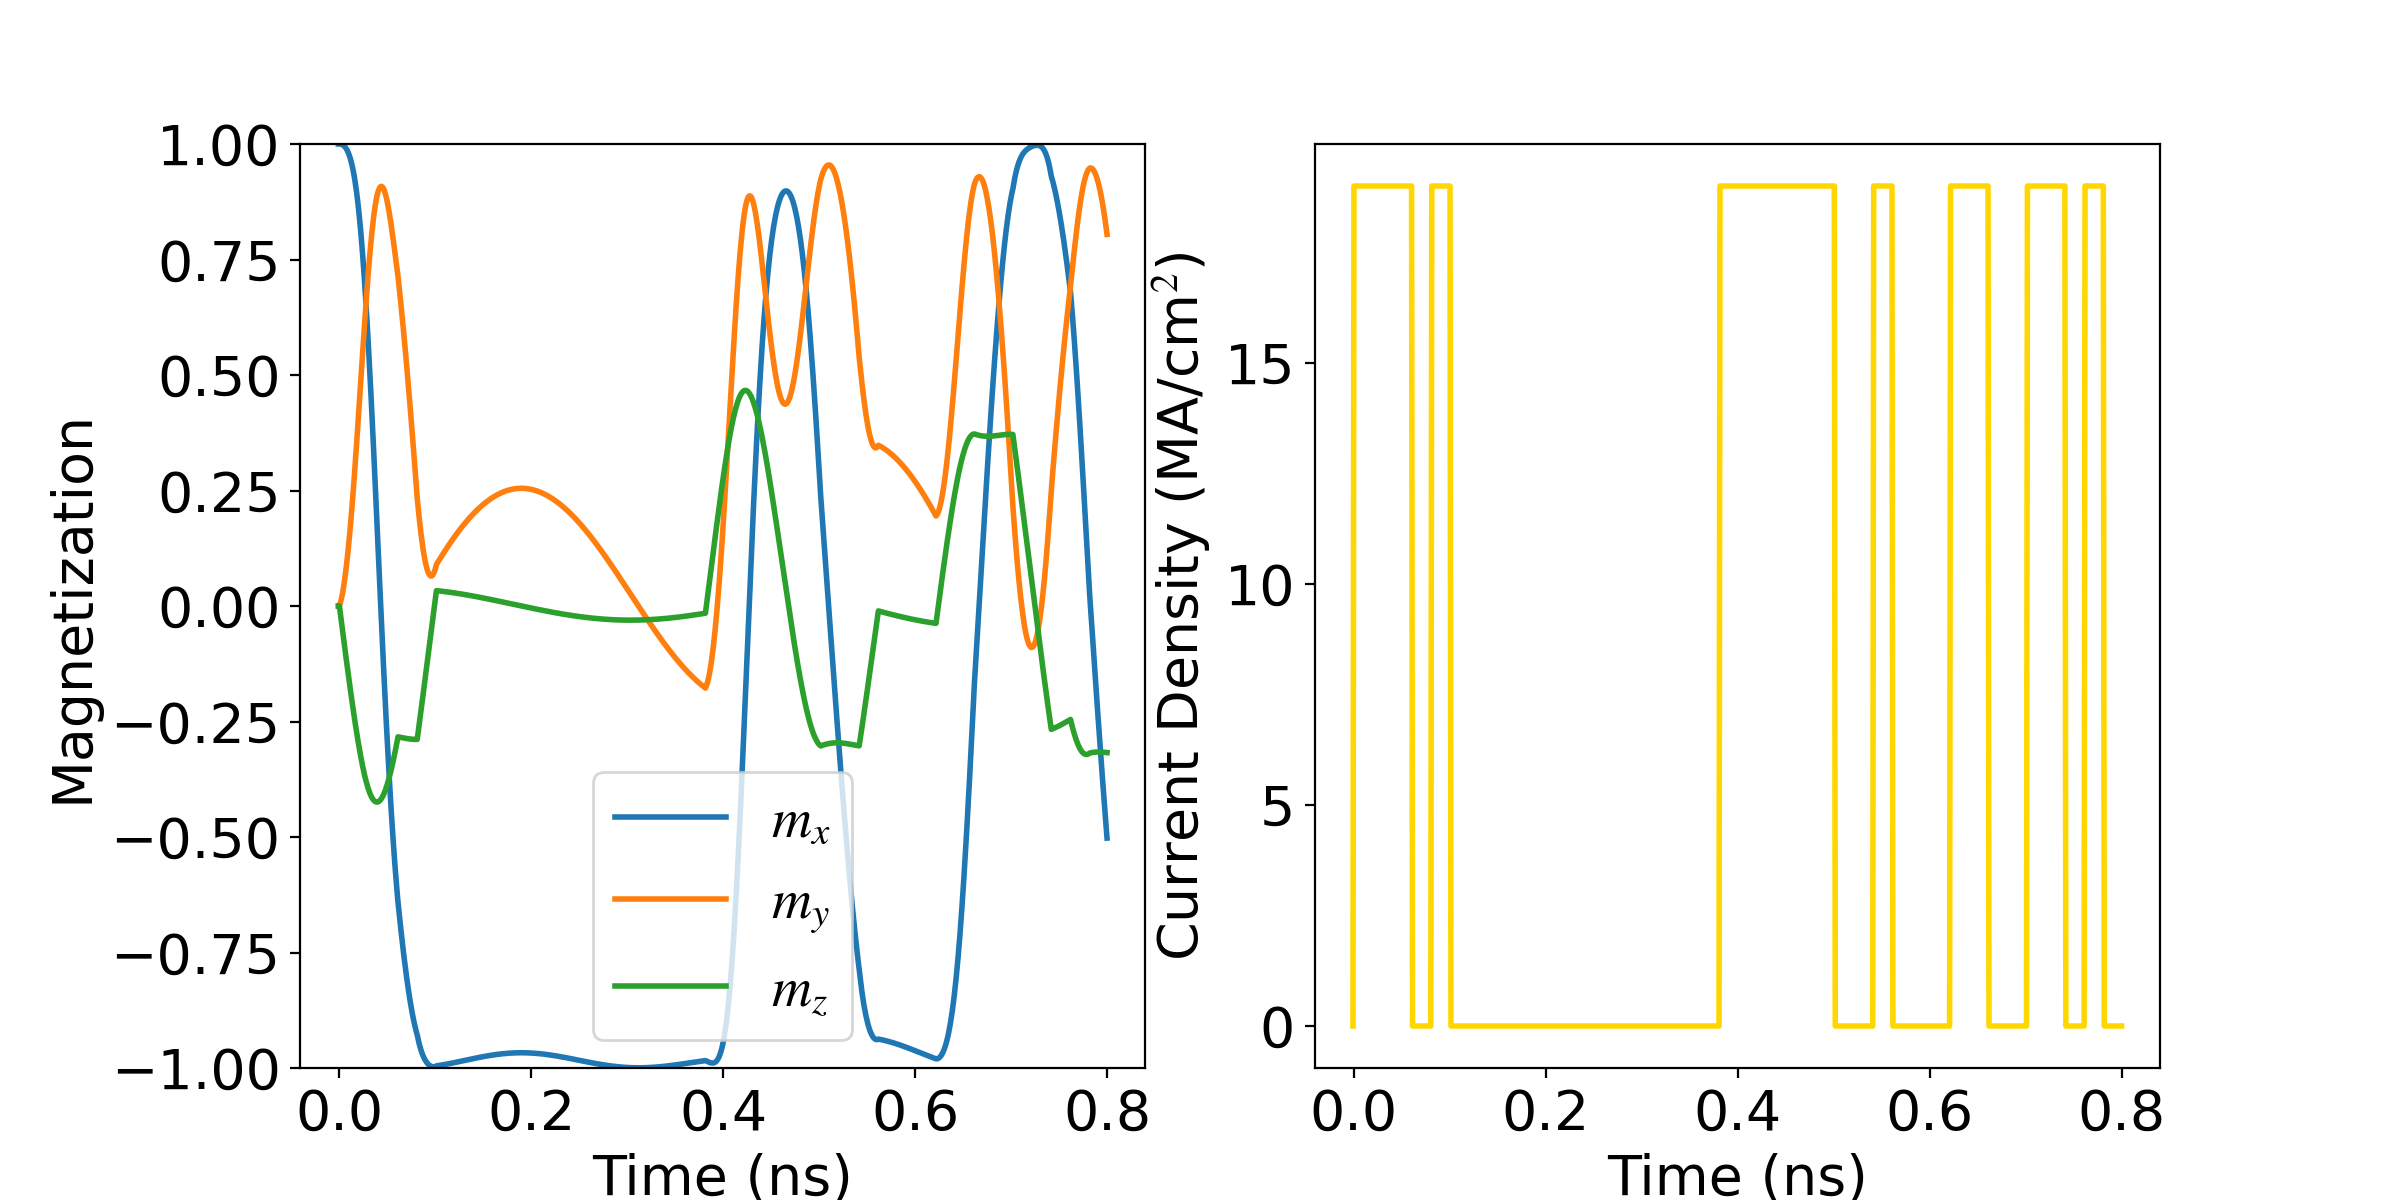 Magnetization
1.00
0.75
0.50
0.25
0.00
−0.25
−0.50
−0.75
−1.00
0.0 0.2 0.4 0.6 0.8
Time (ns)
m_x
m_y
m_z
Current Density (MA/cm²)
15
10
5
0
0.0 0.2 0.4 0.6 0.8
Time (ns)